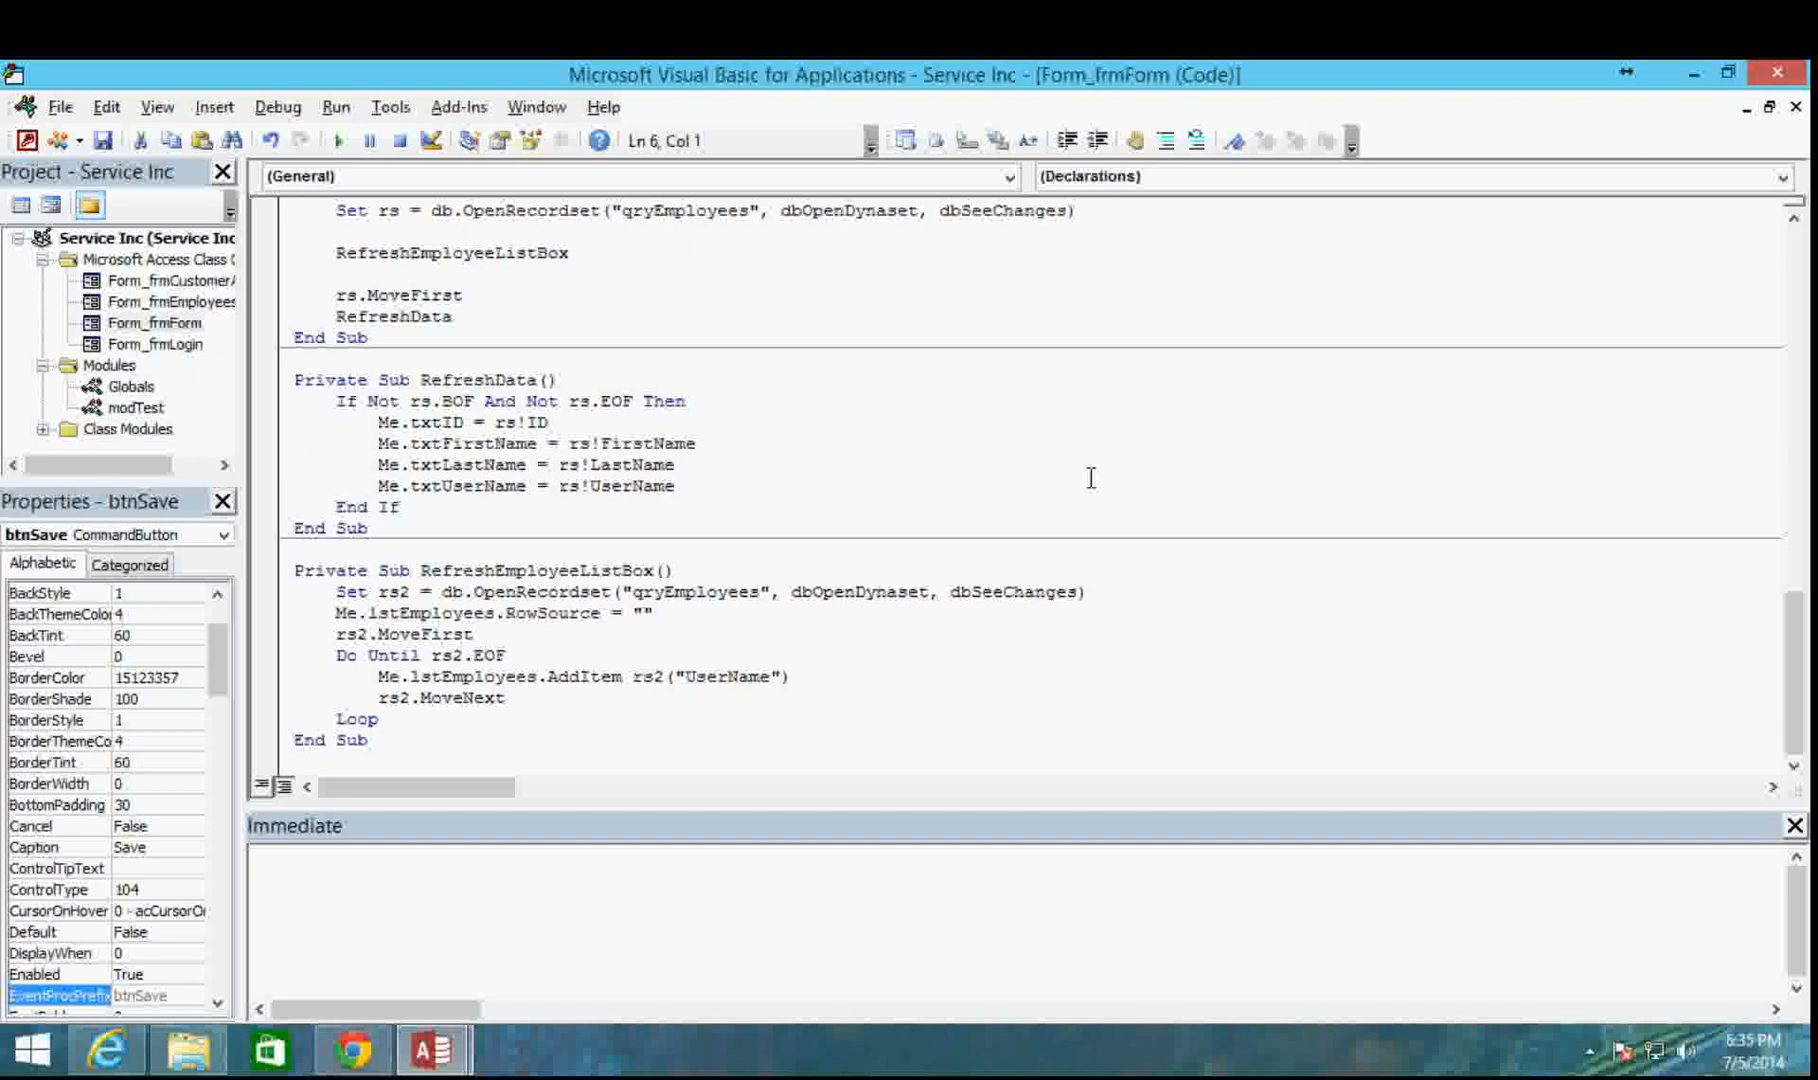 Microsoft Visual Basic for Applications - Service Inc - [Form_frmForm (Code)]
File Edit View Insert Debug Run Tools Add-Ins Window Help
Ln 6, Col 1
Project - Service Inc
(General)
(Declarations)
Service Inc (Service Inc
Microsoft Access Class C
Form_frmCustomerA
Form_frmEmployees
Form_frmForm
Form_frmLogin
Modules
Globals
modTest
Class Modules
Set rs = db.OpenRecordset("qryEmployees", dbOpenDynaset, dbSeeChanges)
RefreshEmployeeListBox
rs.MoveFirst
RefreshData
End Sub
Private Sub RefreshData()
If Not rs.BOF And Not rs.EOF Then
Me.txtID = rs!ID
Me.txtFirstName = rs!FirstName
Me.txtLastName = rs!LastName
Me.txtUserName = rs!UserName
End If
End Sub
Private Sub RefreshEmployeeListBox()
Set rs2 = db.OpenRecordset("qryEmployees", dbOpenDynaset, dbSeeChanges)
Me.lstEmployees.RowSource = ""
rs2.MoveFirst
Do Until rs2.EOF
Me.lstEmployees.AddItem rs2("UserName")
rs2.MoveNext
Loop
End Sub
Properties - btnSave
btnSave CommandButton
Alphabetic Categorized
BackStyle 1
BackThemeColor 4
BackTint 60
Bevel 0
BorderColor 15123357
BorderShade 100
BorderStyle 1
BorderThemeCo 4
BorderTint 60
BorderWidth 0
BottomPadding 30
Cancel False
Caption Save
ControlTipText
ControlType 104
CursorOnHover 0 - acCursorOn
Default False
DisplayWhen 0
Enabled True
EventProcPrefix btnSave
Immediate
6:35 PM
7/5/2014